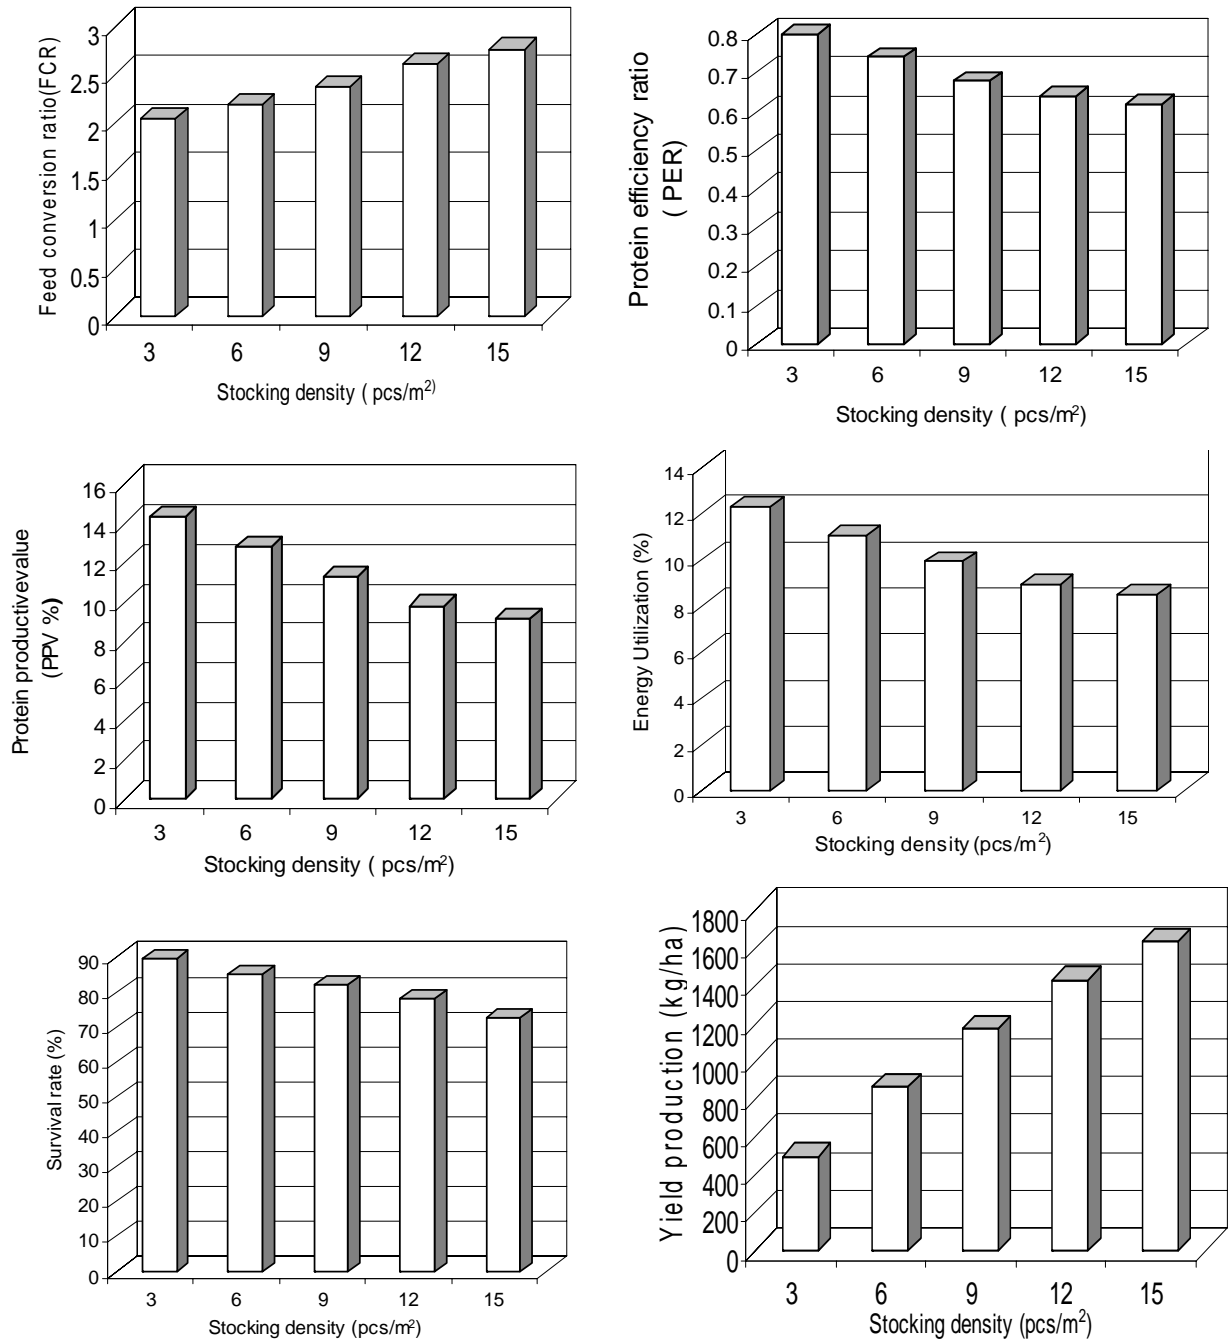 3
2.5
2
1.5
1
0.5
0
Feed conversion ratio(FCR)
3 6 9 12 15
Stocking density ( pcs/m²⁾
0.8
0.7
0.6
0.5
0.4
0.3
0.2
0.1
0
Protein efficiency ratio
( PER)
3 6 9 12 15
Stocking density ( pcs/m²)
16
14
12
10
8
6
4
2
0
Protein productivevalue
(PPV %)
3 6 9 12 15
Stocking density ( pcs/m²)
14
12
10
8
6
4
2
0
Energy Utilization (%)
3 6 9 12 15
Stocking density (pcs/m²)
90
80
70
60
50
40
30
20
10
0
Survival rate (%)
3 6 9 12 15
Stocking density (pcs/m²)
1800
1600
1400
1200
1000
800
600
400
200
0
Yield production (kg/ha)
3 6 9 12 15
Stocking density (pcs/m²)